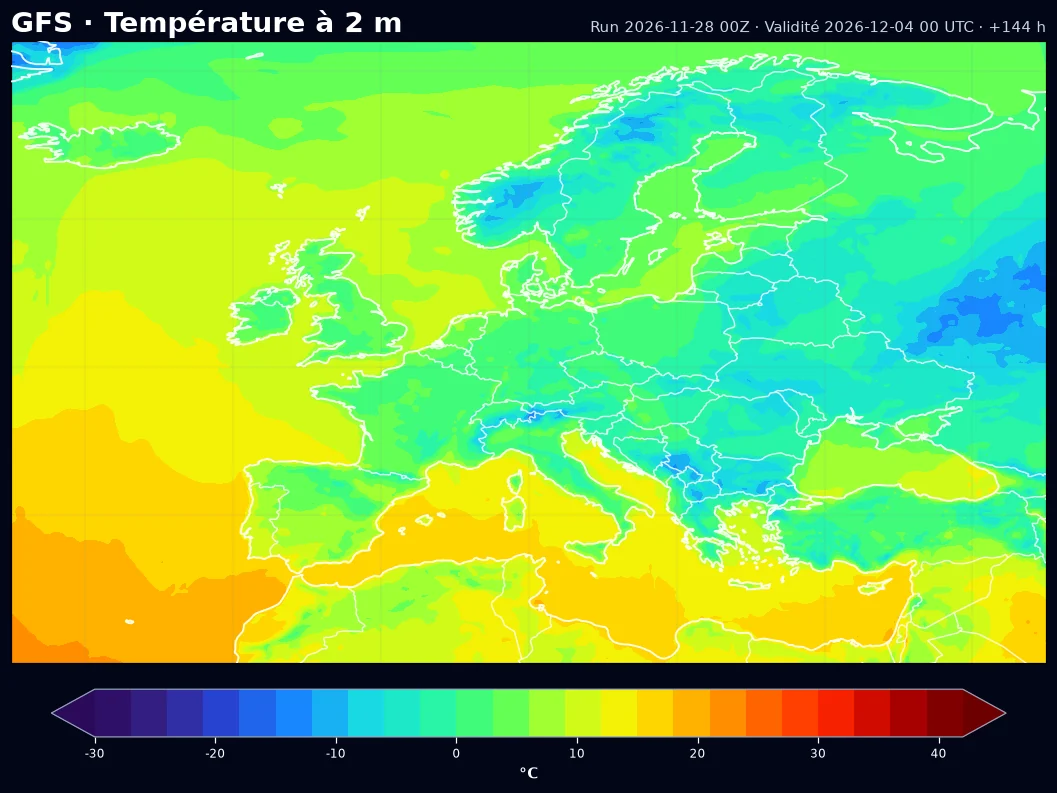 GFS · Température à 2 m
Run 2026-11-28 00Z · Validité 2026-12-04 00 UTC · +144 h
-30 -20 -10 0 10 20 30 40
°C